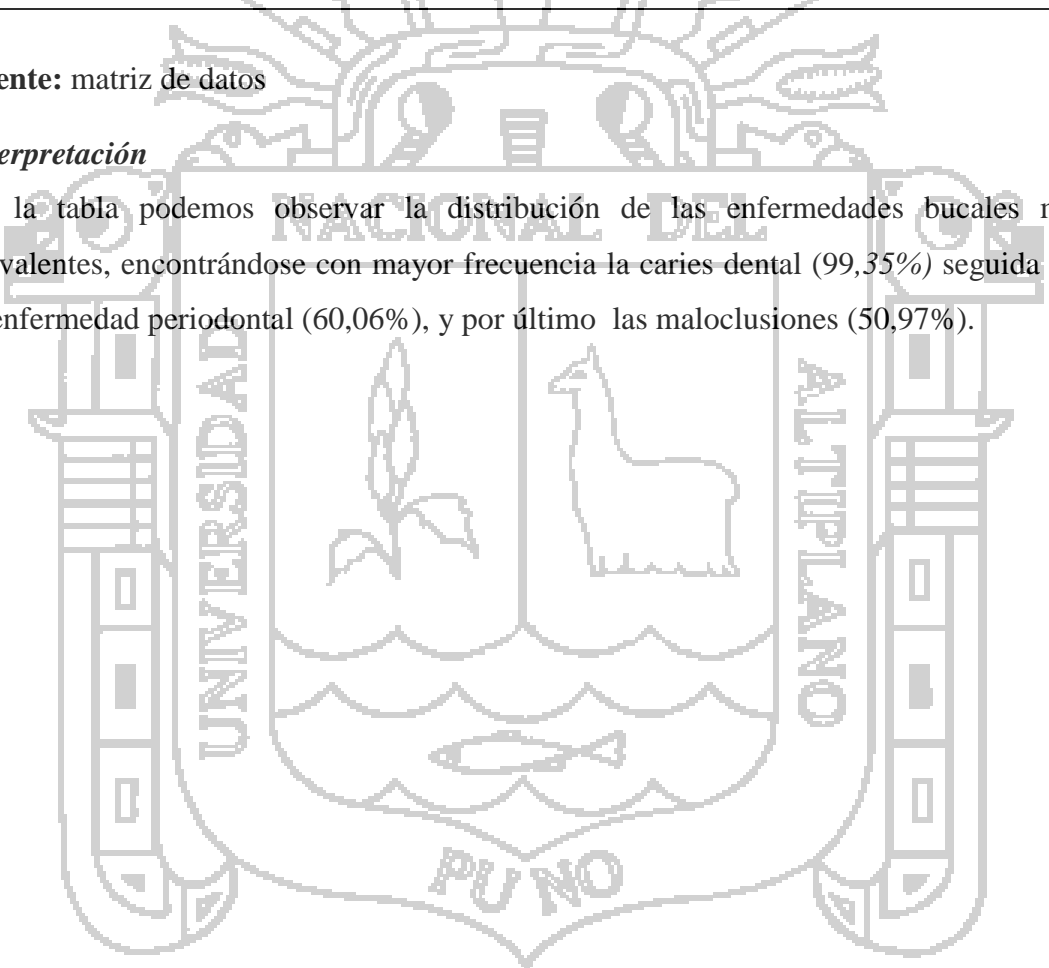 ente: matriz de datos
erpretación
la tabla podemos observar la distribución de las enfermedades bucales
valentes, encontrándose con mayor frecuencia la caries dental (99,35%) seguida
enfermedad periodontal (60,06%), y por último las maloclusiones (50,97%).
NACIONAL DEL
UNIVERSIDAD
ALTIPLANO
PUNO